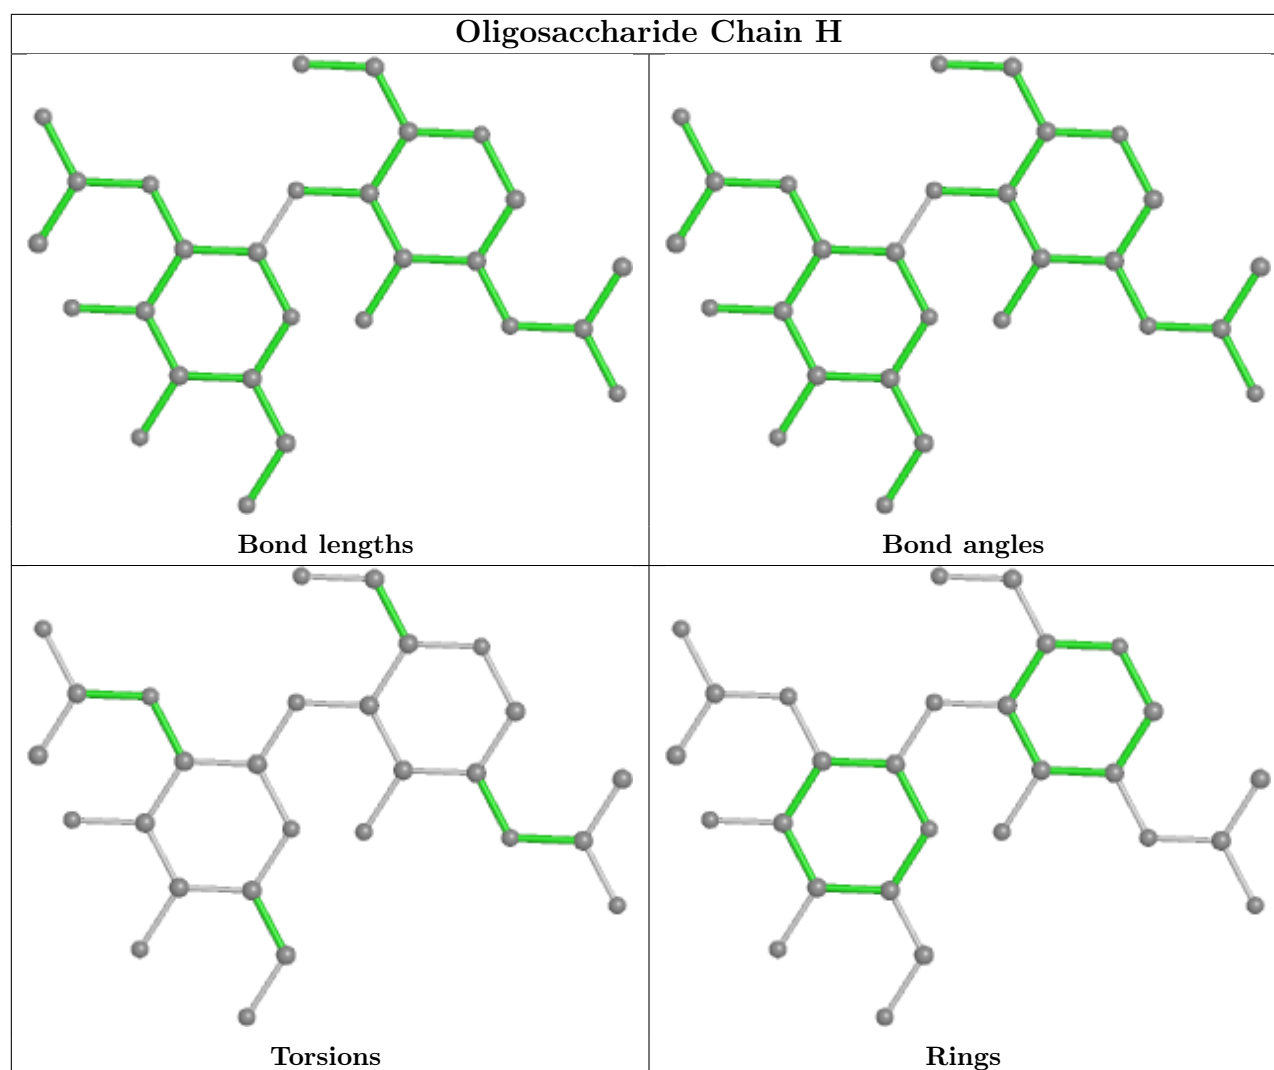 Oligosaccharide Chain H
Bond lengths
Bond angles
Torsions
Rings